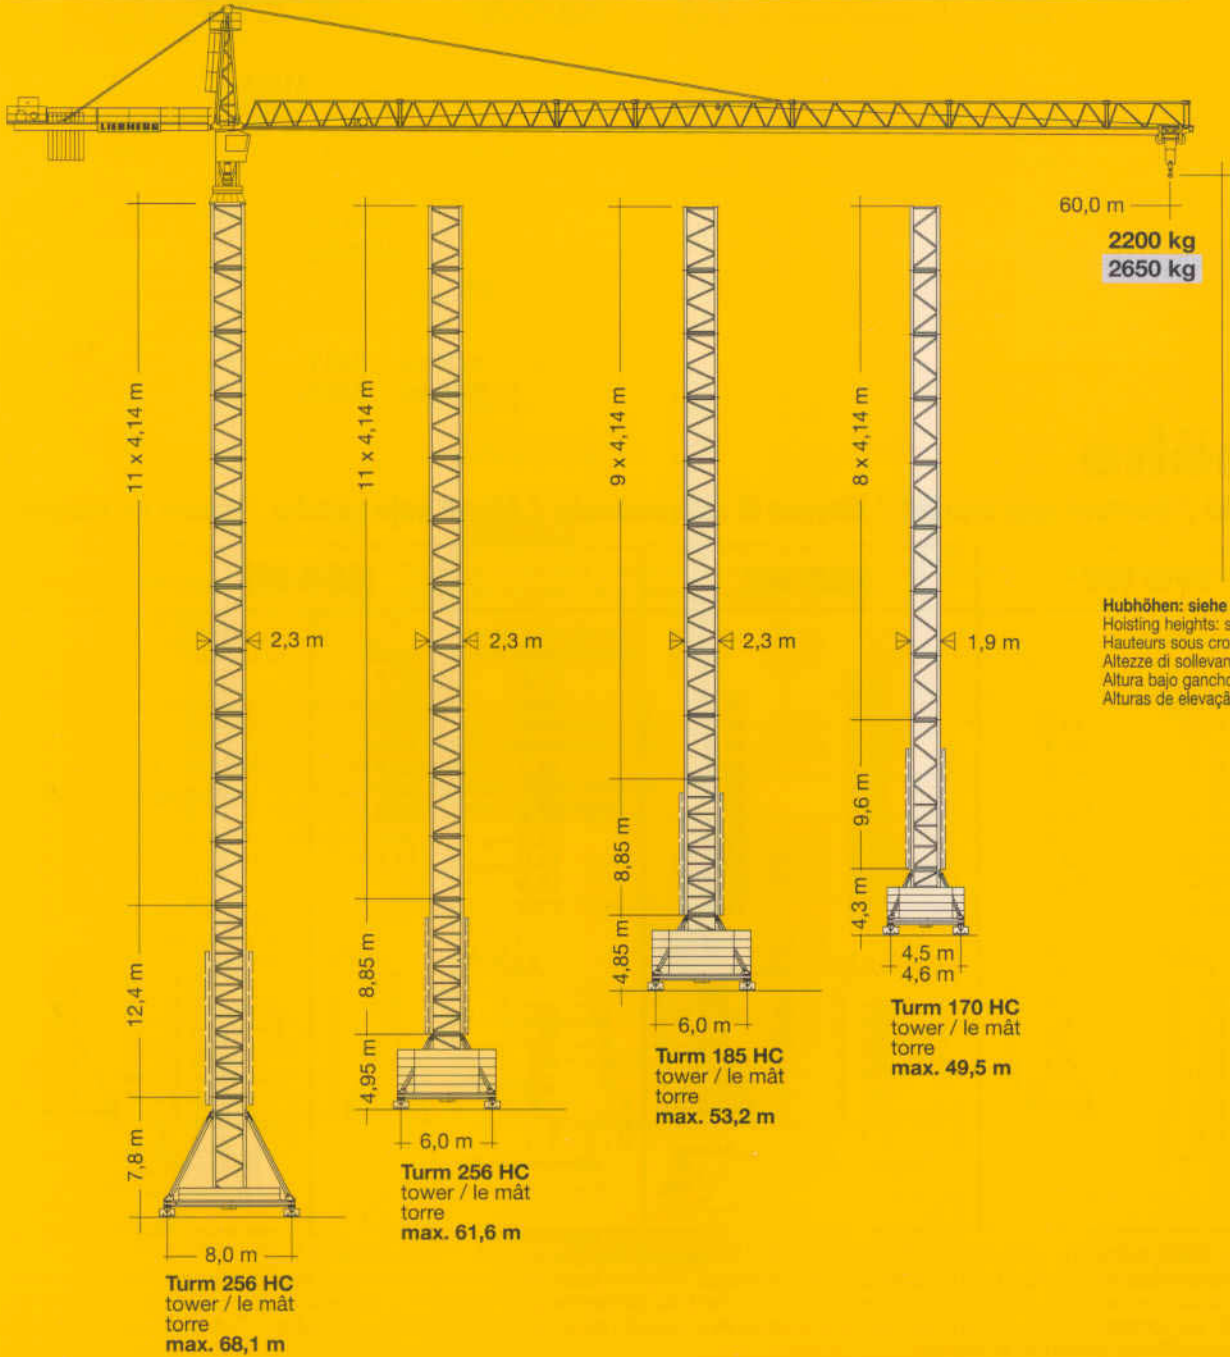 LIEBHERR
60,0 m
2200 kg
2650 kg
11 x 4,14 m
11 x 4,14 m
9 x 4,14 m
8 x 4,14 m
Hubhöhen: siehe
Hoisting heights:
Hauteurs sous
Altezze di
Altura bajo gancho
Alturas de
2,3 m
2,3 m
2,3 m
1,9 m
12,4 m
8,85 m
8,85 m
9,6 m
7,8 m
4,95 m
4,85 m
4,3 m
8,0 m
Turm 256 HC
tower / le mât
torre
max. 68,1 m
6,0 m
Turm 256 HC
tower / le mât
torre
max. 61,6 m
6,0 m
Turm 185 HC
tower / le mât
torre
max. 53,2 m
4,5 m
4,6 m
Turm 170 HC
tower / le mât
torre
max. 49,5 m